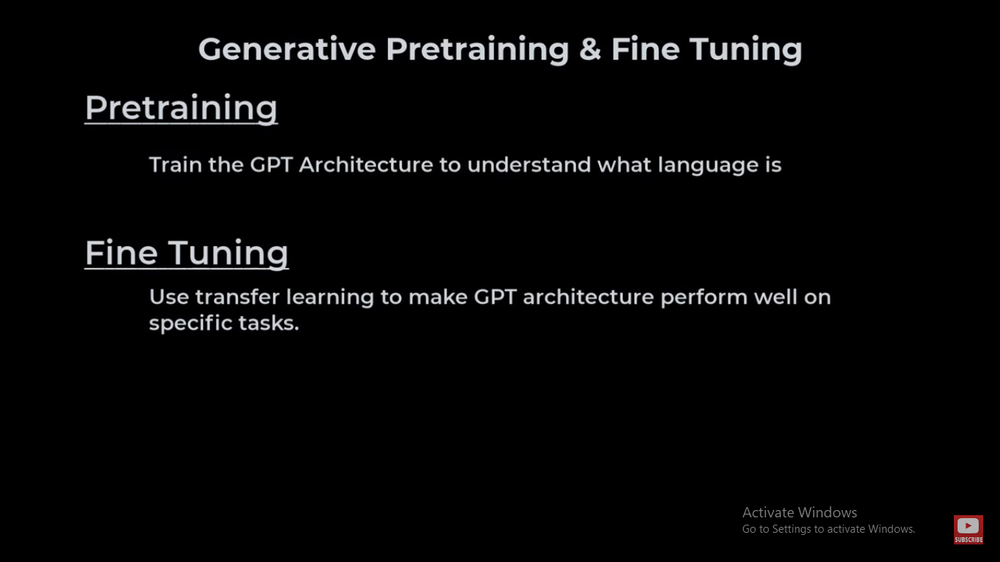 Generative Pretraining & Fine Tuning
Pretraining
Train the GPT Architecture to understand what language is
Fine Tuning
Use transfer learning to make GPT architecture perform well on
specific tasks.
Activate Windows
Go to Settings to activate Windows.
SUBSCRIBE